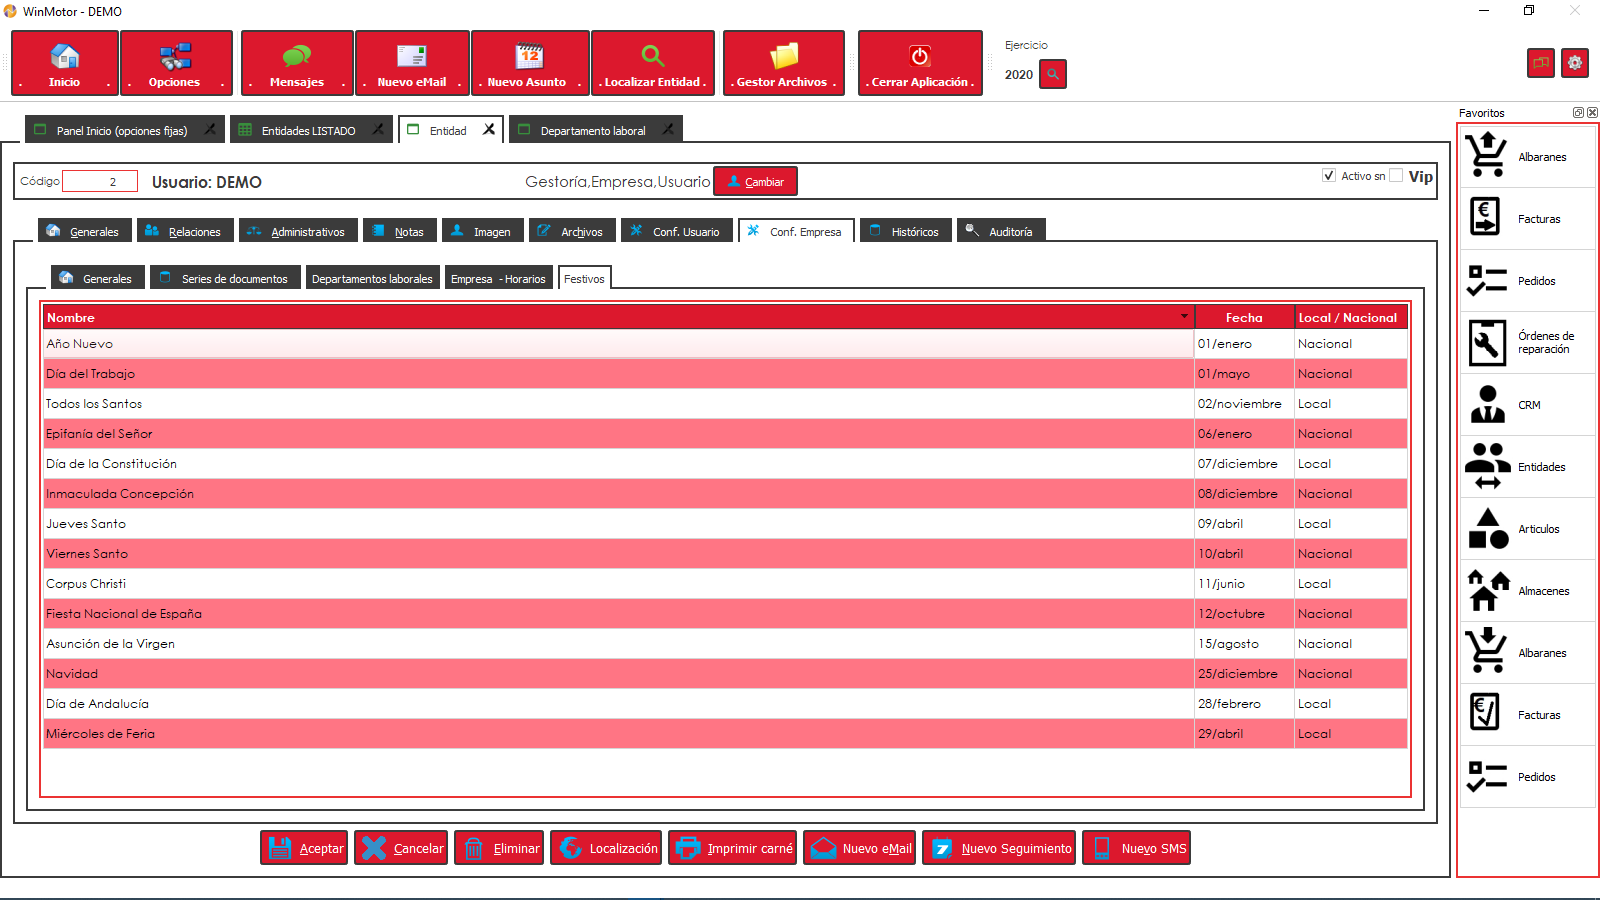 WinMotor - DEMO
. Inicio .
. Opciones .
. Mensajes .
. Nuevo eMail .
. Nuevo Asunto .
. Localizar Entidad .
. Gestor Archivos .
. Cerrar Aplicación .
Ejercicio
2020
Panel Inicio (opciones fijas)
Entidades LISTADO
Entidad
Departamento laboral
Código 2
Usuario: DEMO
Gestoría,Empresa,Usuario
Cambiar
Activo sn
Vip
Generales
Relaciones
Administrativos
Notas
Imagen
Archivos
Conf. Usuario
Conf. Empresa
Históricos
Auditoría
Generales
Series de documentos
Departamentos laborales
Empresa - Horarios
Festivos
Nombre Fecha Local / Nacional
Año Nuevo 01/enero Nacional
Día del Trabajo 01/mayo Nacional
Todos los Santos 02/noviembre Local
Epifanía del Señor 06/enero Nacional
Día de la Constitución 07/diciembre Local
Inmaculada Concepción 08/diciembre Nacional
Jueves Santo 09/abril Local
Viernes Santo 10/abril Nacional
Corpus Christi 11/junio Local
Fiesta Nacional de España 12/octubre Nacional
Asunción de la Virgen 15/agosto Nacional
Navidad 25/diciembre Nacional
Día de Andalucía 28/febrero Local
Miércoles de Feria 29/abril Local
Aceptar
Cancelar
Eliminar
Localización
Imprimir carné
Nuevo eMail
Nuevo Seguimiento
Nuevo SMS
Favoritos
Albaranes
Facturas
Pedidos
Órdenes de
reparación
CRM
Entidades
Articulos
Almacenes
Albaranes
Facturas
Pedidos